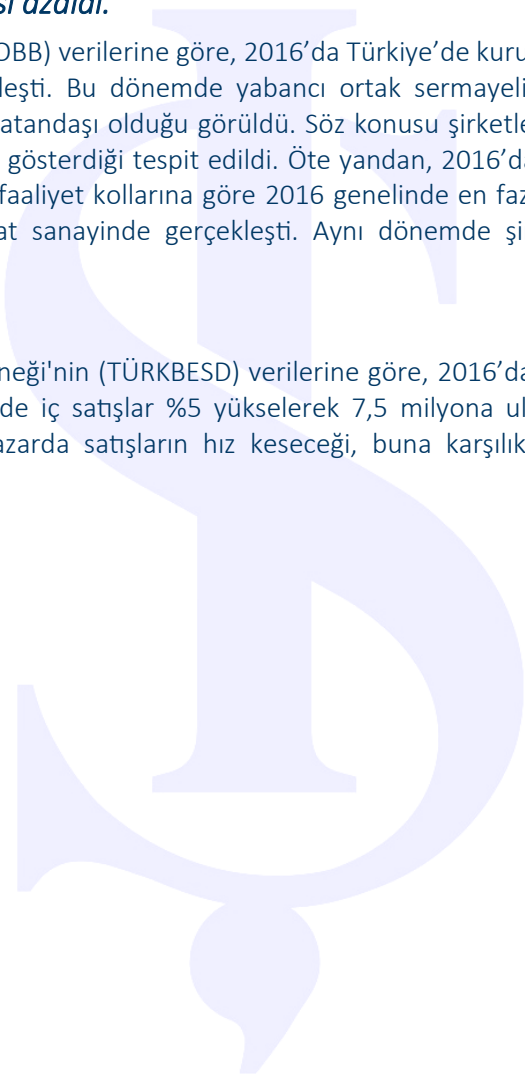 sı azaldı.
OBB) verilerine göre, 2016’da Türkiye’de kuru
leşti. Bu dönemde yabancı ortak sermayeli
atandaşı olduğu görüldü. Söz konusu şirketle
gösterdiği tespit edildi. Öte yandan, 2016’da
faaliyet kollarına göre 2016 genelinde en faz
at sanayinde gerçekleşti. Aynı dönemde şi
neği'nin (TÜRKBESD) verilerine göre, 2016’da
de iç satışlar %5 yükselerek 7,5 milyona ul
azarda satışların hız keseceği, buna karşılık